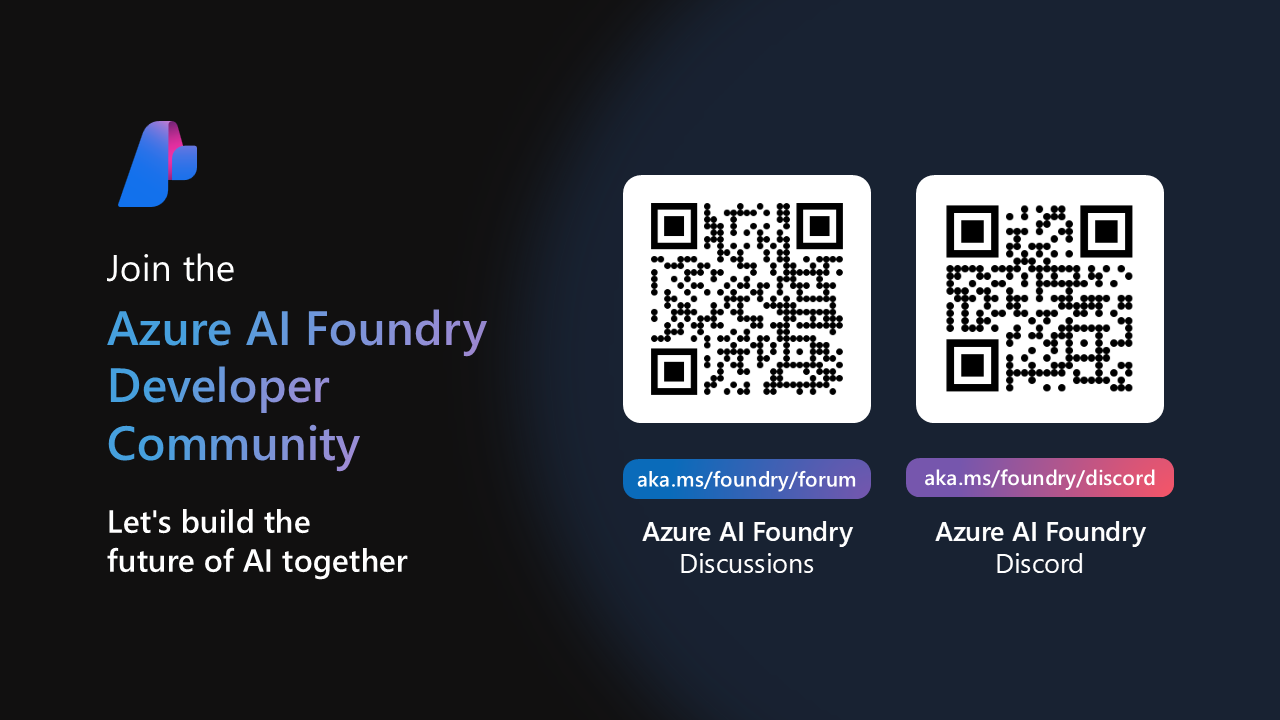 Join the
Azure AI Foundry
Developer
Community
Let's build the
future of AI together
aka.ms/foundry/forum
Azure AI Foundry
Discussions
aka.ms/foundry/discord
Azure AI Foundry
Discord